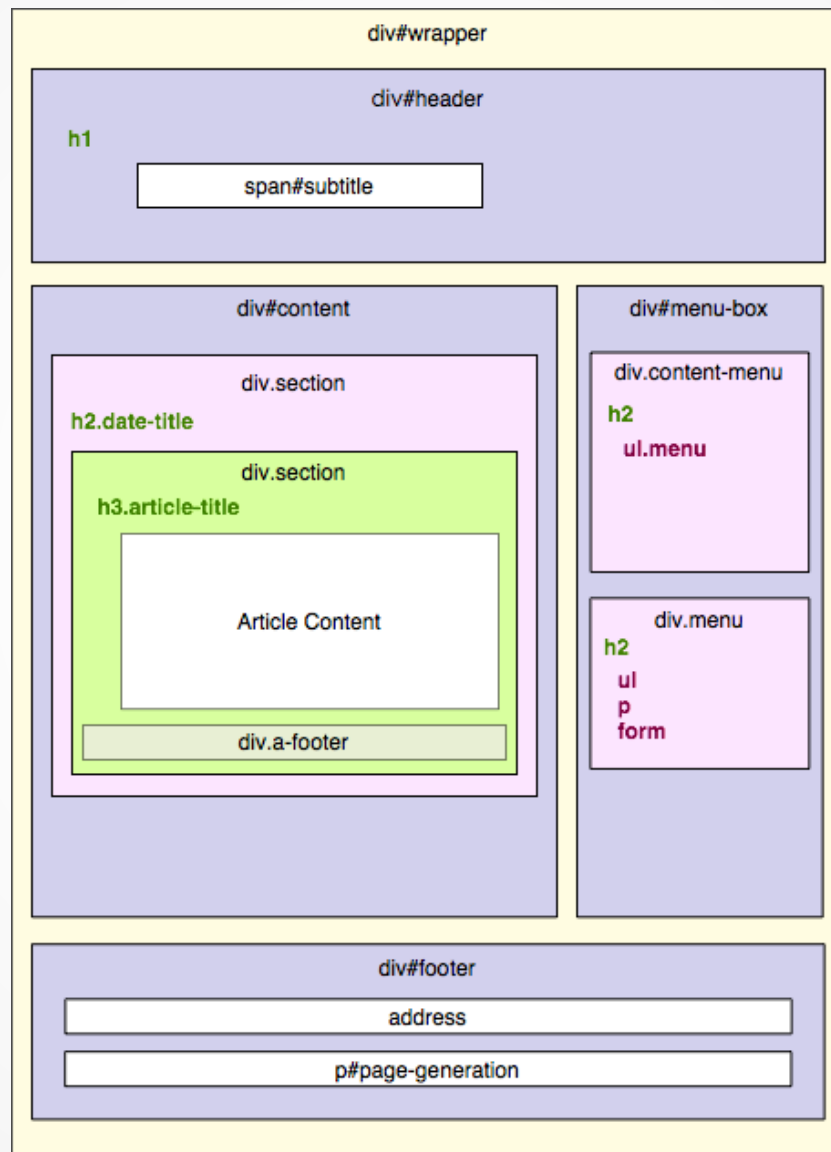 div#wrapper
div#header
h1
span#subtitle
div#content
div.section
h2.date-title
div.section
h3.article-title
Article Content
div.a-footer
div#menu-box
div.content-menu
h2
ul.menu
div.menu
h2
ul
p
form
div#footer
address
p#page-generation